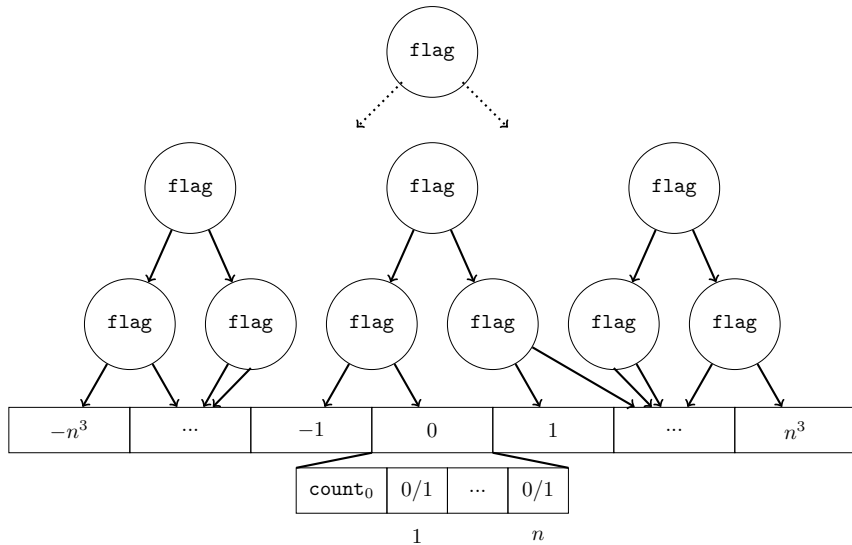 flag
flag flag flag
flag flag flag flag flag flag
−n³ ... −1 0 1 ... n³
count₀ 0/1 ... 0/1
1 n